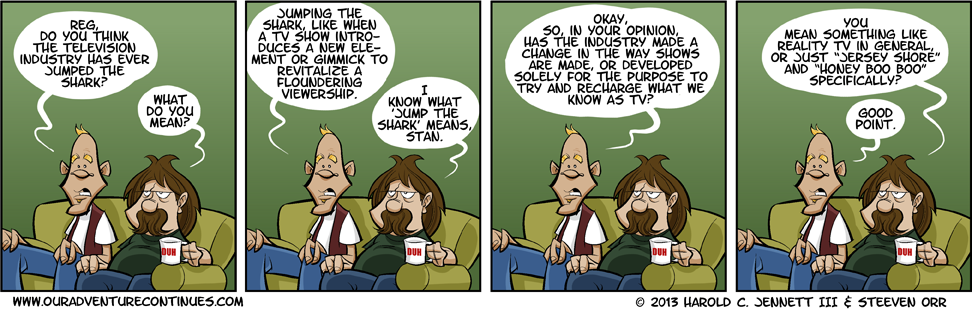 REG,
DO YOU THINK
THE TELEVISION
INDUSTRY HAS EVER
JUMPED THE
SHARK?
WHAT
DO YOU
MEAN?
DUH
JUMPING THE
SHARK, LIKE WHEN
A TV SHOW INTRO-
DUCES A NEW ELE-
MENT OR GIMMICK TO
REVITALIZE A
FLOUNDERING
VIEWERSHIP.
I
KNOW WHAT
'JUMP THE
SHARK' MEANS,
STAN.
DUH
OKAY,
SO, IN YOUR OPINION,
HAS THE INDUSTRY MADE A
CHANGE IN THE WAY SHOWS
ARE MADE, OR DEVELOPED
SOLELY FOR THE PURPOSE TO
TRY AND RECHARGE WHAT WE
KNOW AS TV?
DUH
YOU
MEAN SOMETHING LIKE
REALITY TV IN GENERAL,
OR JUST "JERSEY SHORE"
AND "HONEY BOO BOO"
SPECIFICALLY?
GOOD
POINT.
DUH
WWW.OURADVENTURECONTINUES.COM
© 2013 HAROLD C. JENNETT III & STEEVEN ORR